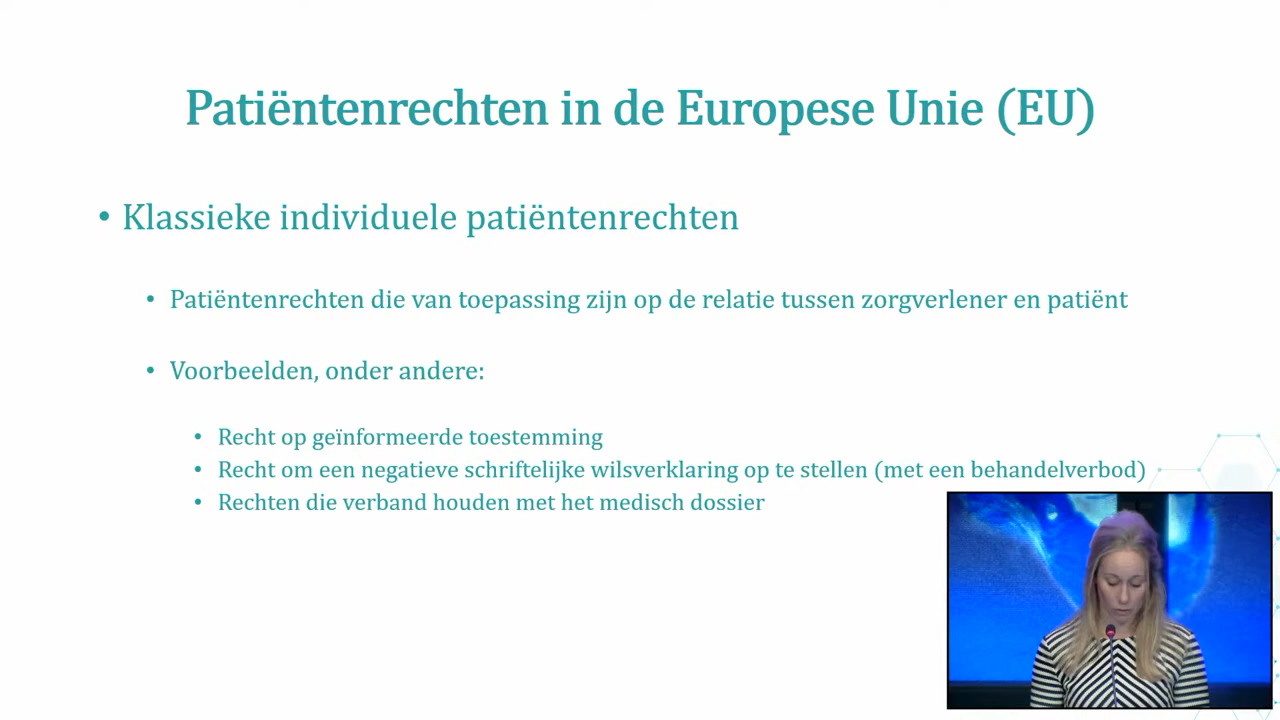 Patiëntenrechten in de Europese Unie (EU)
• Klassieke individuele patiëntenrechten
• Patiëntenrechten die van toepassing zijn op de relatie tussen zorgverlener en patiënt
• Voorbeelden, onder andere:
• Recht op geïnformeerde toestemming
• Recht om een negatieve schriftelijke wilsverklaring op te stellen (met een behandelverbod)
• Rechten die verband houden met het medisch dossier